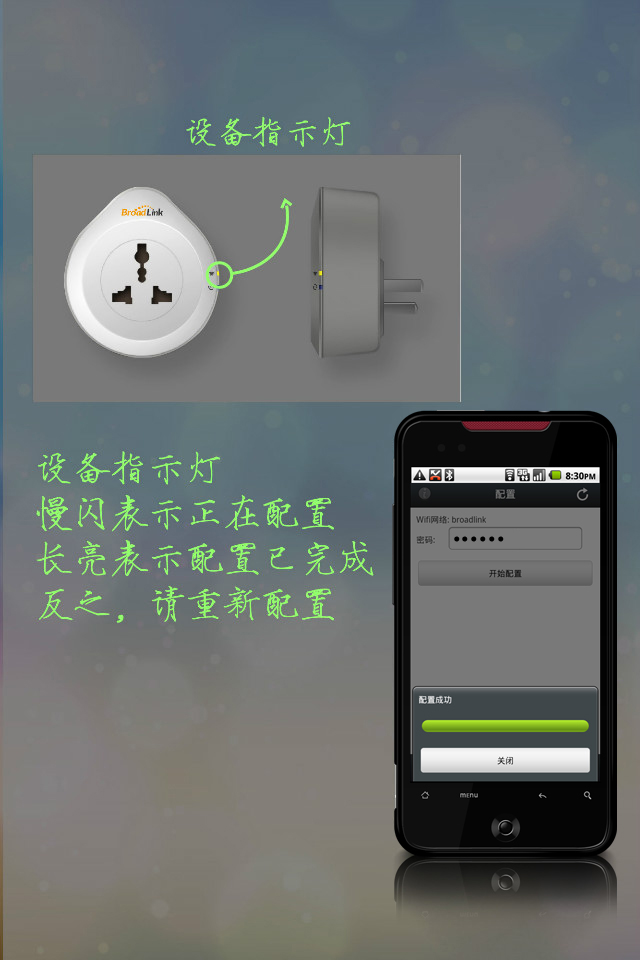 设备指示灯
BroadLink
设备指示灯
慢闪表示正在配置
长亮表示配置已完成
反之，请重新配置
3G
8:30PM
配置
Wifi网络: broadlink
密码: ●●●●●●
开始配置
配置成功
关闭
MENU